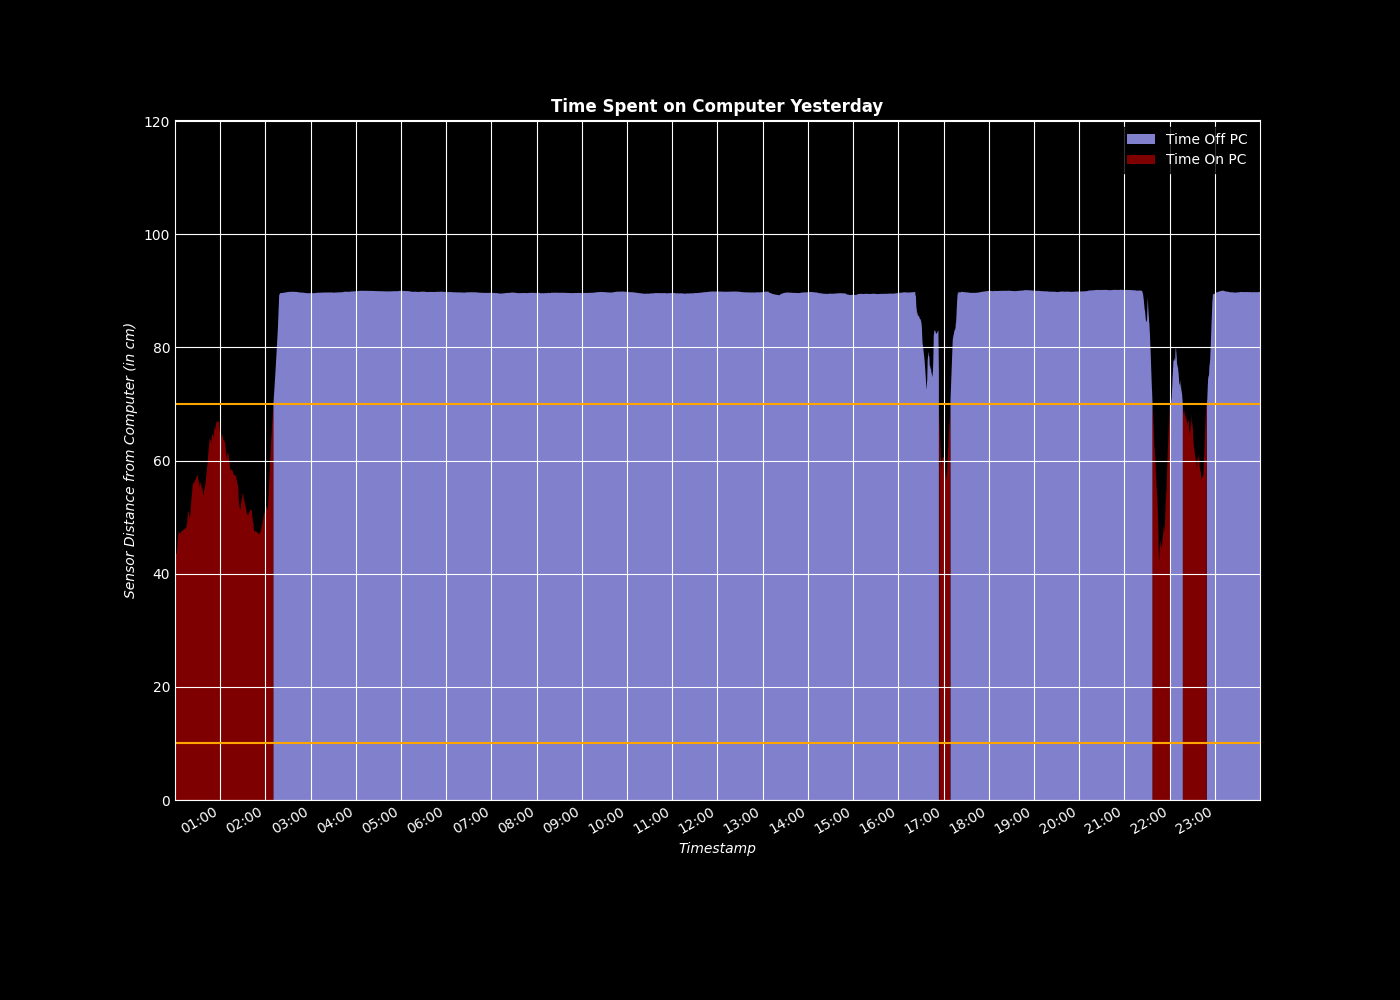 Time Spent on Computer Yesterday
Time Off PC
Time On PC
Sensor Distance from Computer (in cm)
120
100
80
60
40
20
0
01:00 02:00 03:00 04:00 05:00 06:00 07:00 08:00 09:00 10:00 11:00 12:00 13:00 14:00 15:00 16:00 17:00 18:00 19:00 20:00 21:00 22:00 23:00
Timestamp